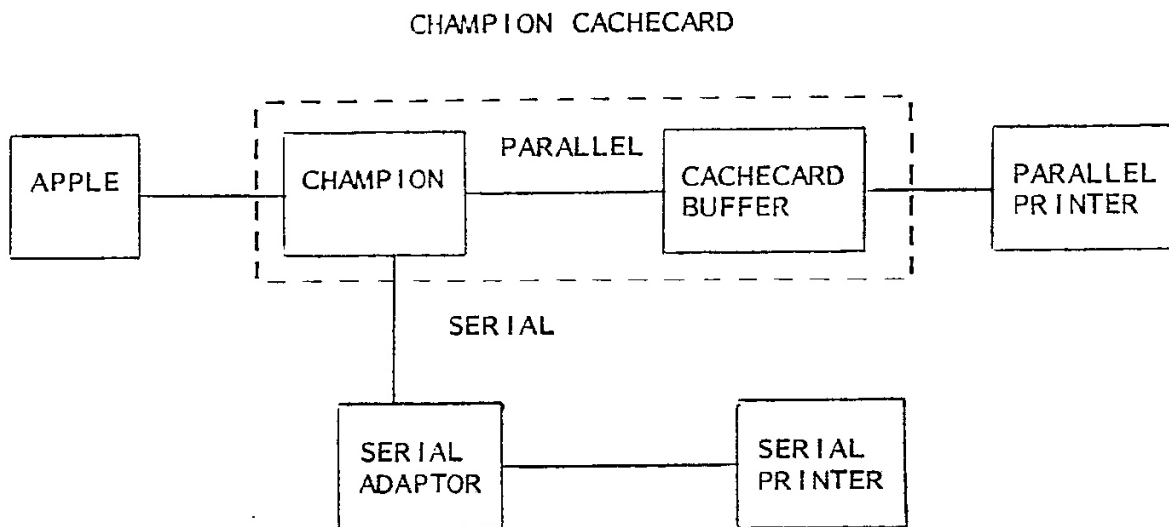 CHAMPION CACHECARD
APPLE
CHAMPION
PARALLEL
CACHECARD
BUFFER
PARALLEL
PRINTER
SERIAL
SERIAL
ADAPTOR
SERIAL
PRINTER